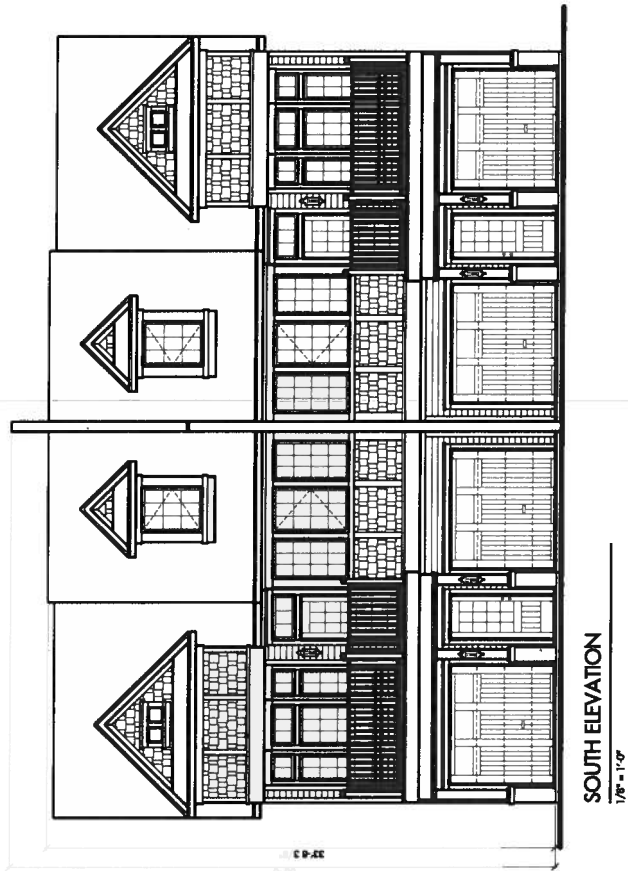 SOUTH ELEVATION
1/8" = 1'-0"